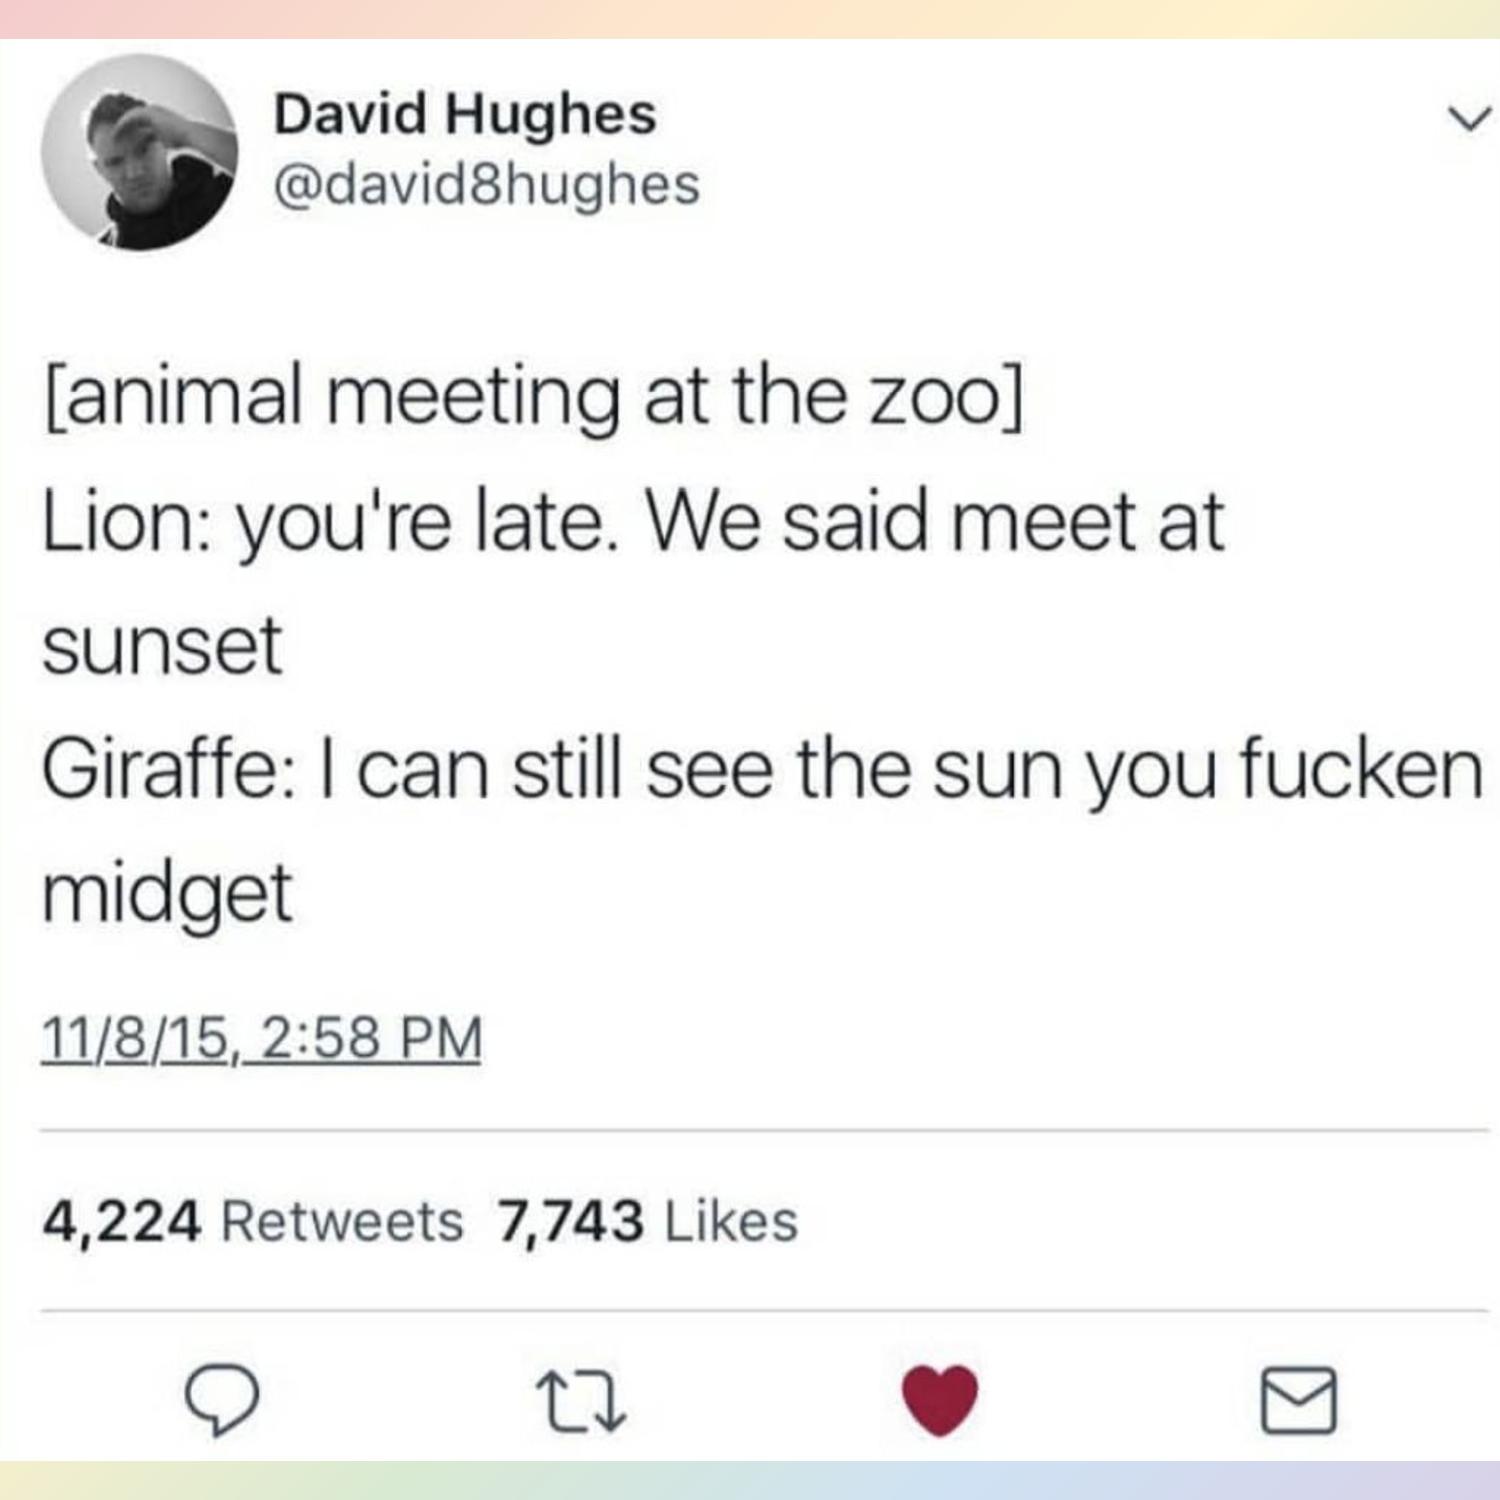 David Hughes
@david8hughes
[animal meeting at the zoo]
Lion: you're late. We said meet at
sunset
Giraffe: I can still see the sun you fucken
midget
11/8/15, 2:58 PM
4,224 Retweets 7,743 Likes